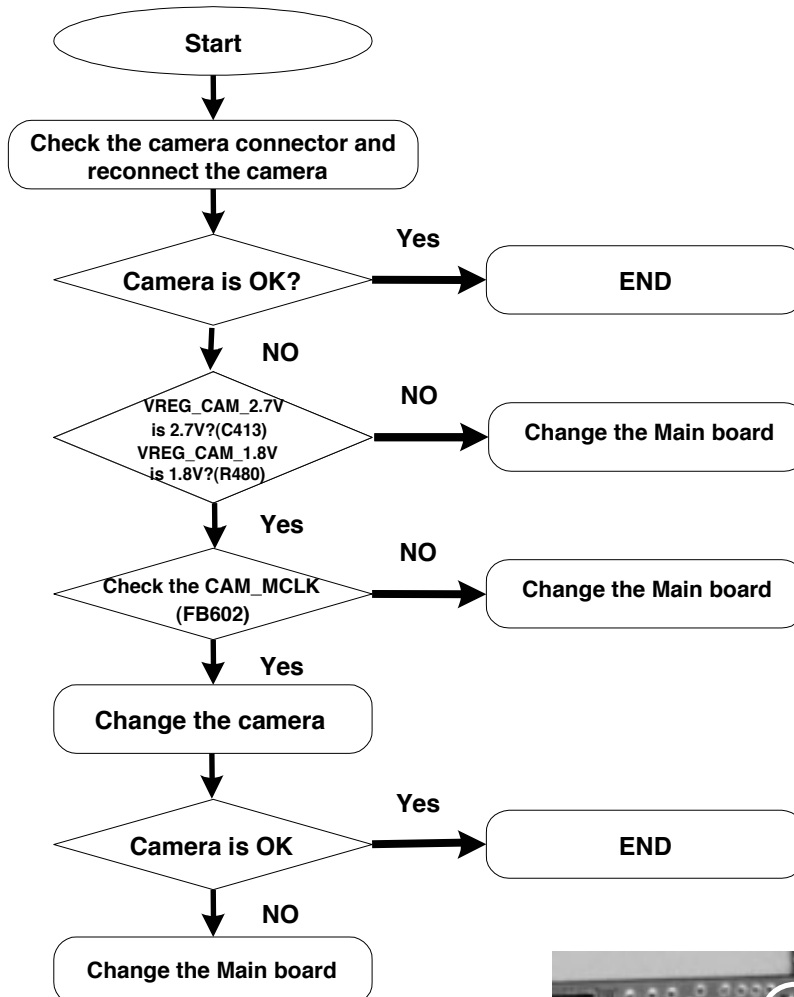 Start
Check the camera connector and
reconnect the camera
Yes
Camera is OK?
END
NO
VREG_CAM_2.7V
is 2.7V?(C413)
VREG_CAM_1.8V
is 1.8V?(R480)
NO
Change the Main board
Yes
Check the CAM_MCLK
(FB602)
NO
Change the Main board
Yes
Change the camera
Yes
Camera is OK
END
NO
Change the Main board